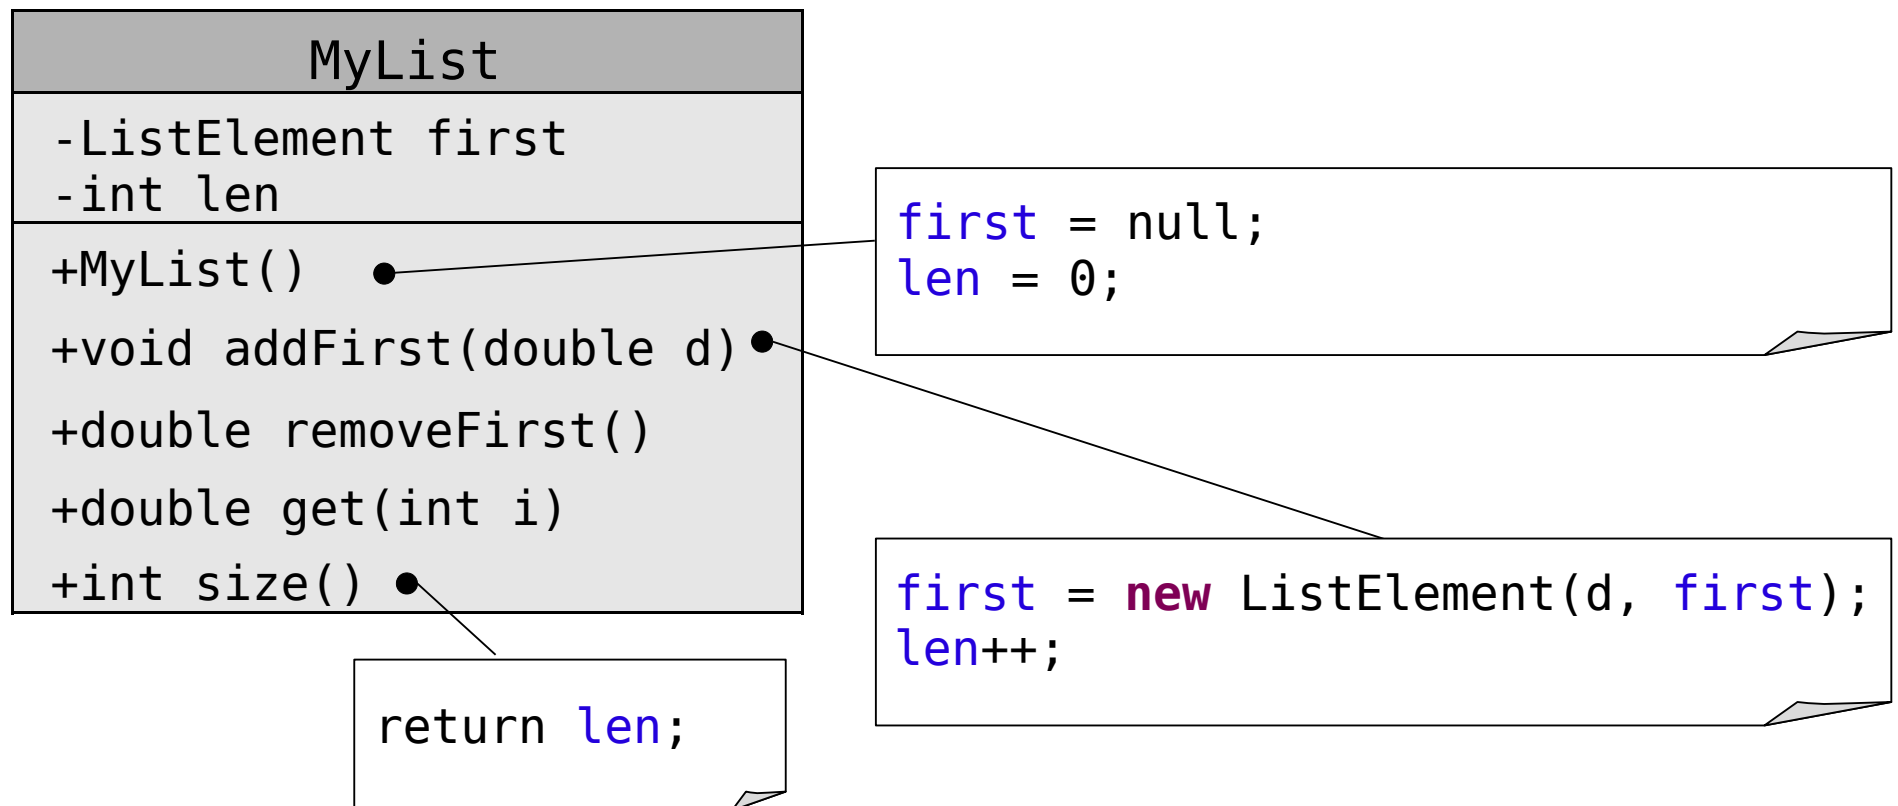 MyList
-ListElement first
-int len
+MyList()
+void addFirst(double d)
+double removeFirst()
+double get(int i)
+int size()
first = null;
len = 0;
first = new ListElement(d, first);
len++;
return len;